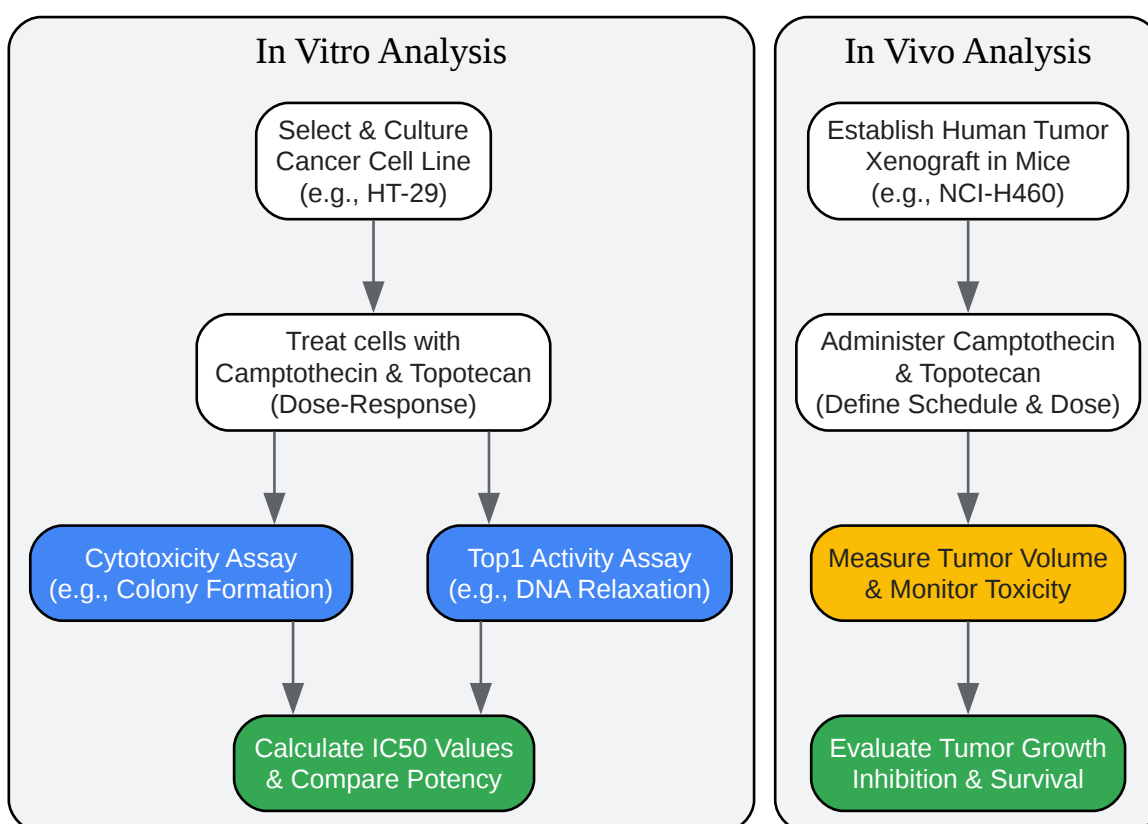 In Vitro Analysis
Select & Culture
Cancer Cell Line
(e.g., HT-29)
Treat cells with
Camptothecin & Topotecan
(Dose-Response)
Cytotoxicity Assay
(e.g., Colony Formation)
Top1 Activity Assay
(e.g., DNA Relaxation)
Calculate IC50 Values
& Compare Potency
In Vivo Analysis
Establish Human Tumor
Xenograft in Mice
(e.g., NCI-H460)
Administer Camptothecin
& Topotecan
(Define Schedule & Dose)
Measure Tumor Volume
& Monitor Toxicity
Evaluate Tumor Growth
Inhibition & Survival